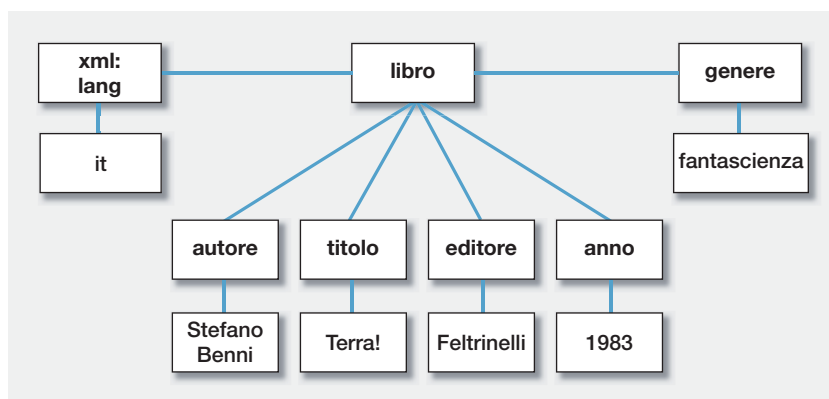 xml:
lang
libro
genere
it
fantascienza
autore
titolo
editore
anno
Stefano
Benni
Terra!
Feltrinelli
1983